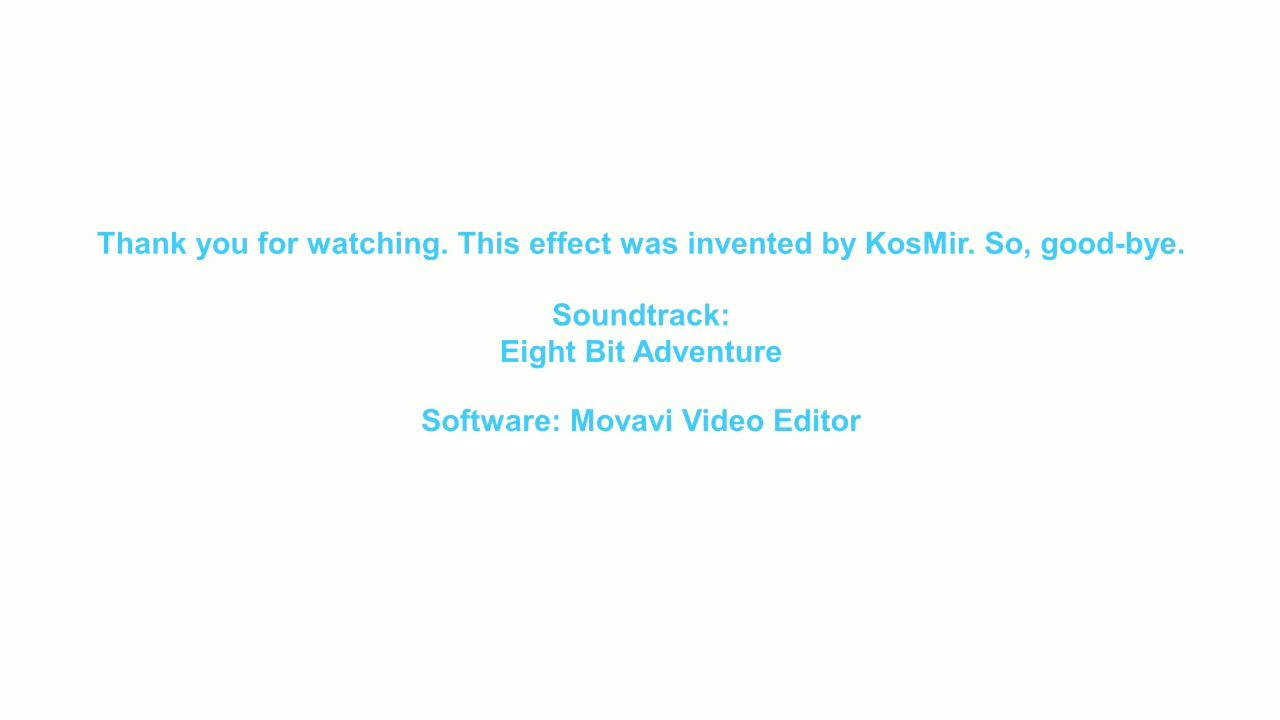 Thank you for watching. This effect was invented by KosMir. So, good-bye.
Soundtrack:
Eight Bit Adventure
Software: Movavi Video Editor